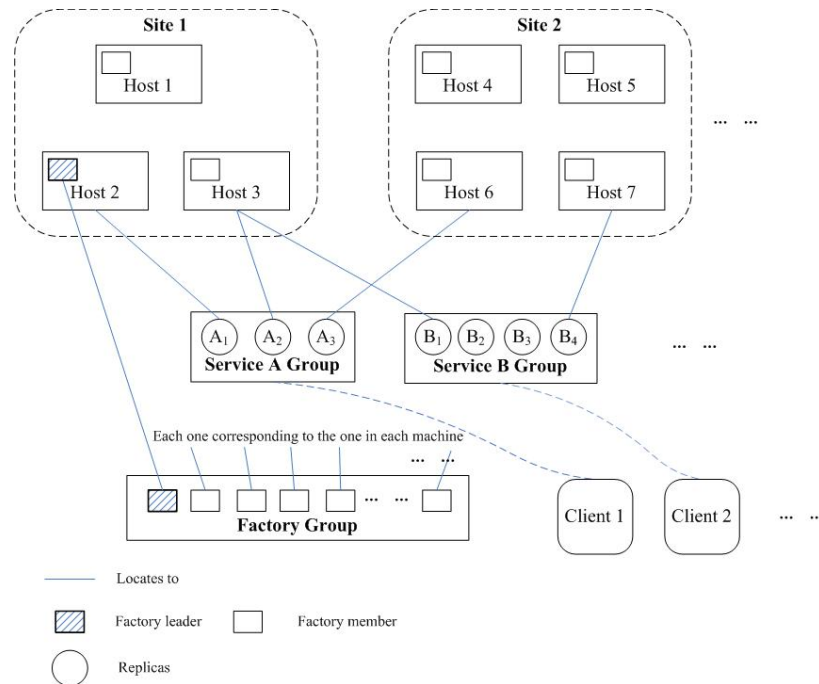 Site 1
Site 2
Host 1
Host 4
Host 5
... ...
Host 2
Host 3
Host 6
Host 7
A1
A2
A3
B1
B2
B3
B4
Service A Group
Service B Group
... ...
Each one corresponding to the one in each machine
... ...
... ...
Factory Group
Client 1
Client 2
... ..
Locates to
Factory leader
Factory member
Replicas